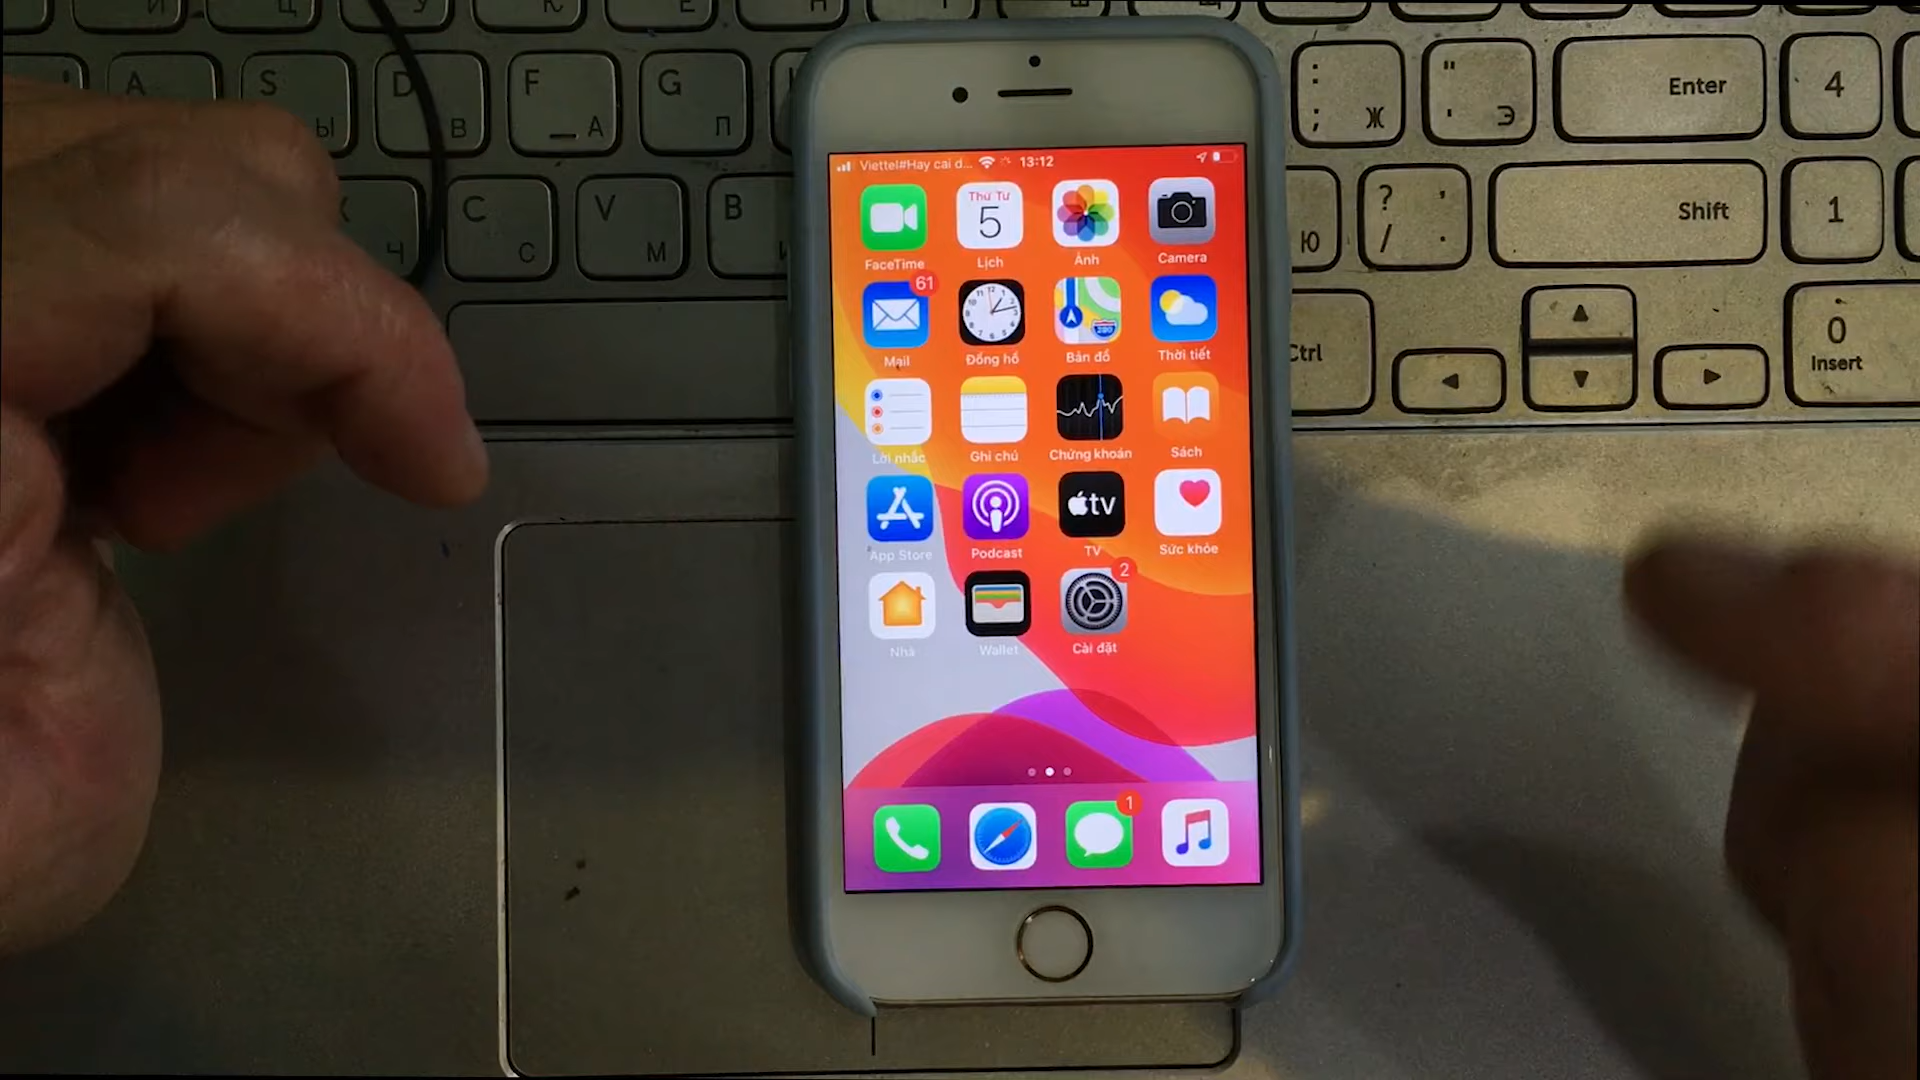 A
S
Ы
D
В
F
А
G
П
:
;
Ж
"
'
Э
Enter
4
C
С
V
М
B
Ю
?
/
Shift
1
Ctrl
0
Insert
Viettel#Hay cai d...
13:12
Thứ Tư
5
FaceTime
Lịch
Ảnh
Camera
61
280
Mail
Đồng hồ
Bản đồ
Thời tiết
Lời nhắc
Ghi chú
Chứng khoán
Sách
tv
App Store
Podcast
TV
Sức khỏe
2
Nhà
Wallet
Cài đặt
1